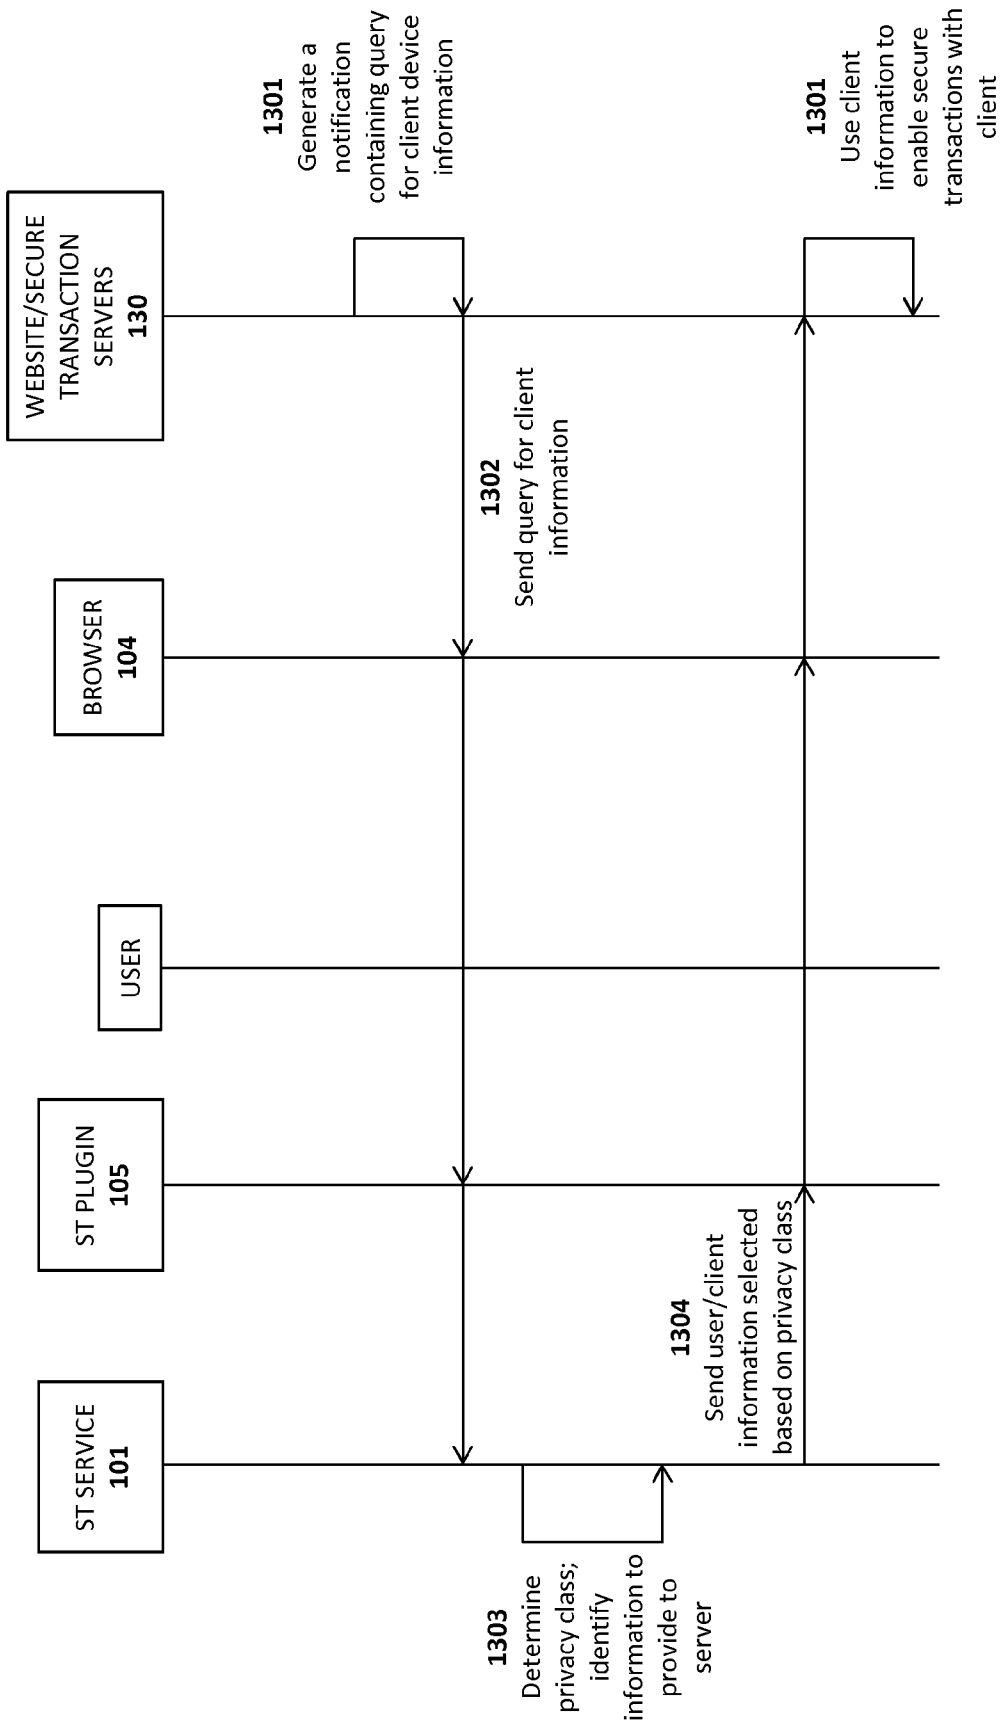 ST SERVICE
101
ST PLUGIN
105
USER
BROWSER
104
WEBSITE/SECURE
TRANSACTION
SERVERS
130
1301
Generate a
notification
containing query
for client device
information
1302
Send query for client
information
1303
Determine
privacy class;
identify
information to
provide to
server
1304
Send user/client
information selected
based on privacy class
1301
Use client
information to
enable secure
transactions with
client